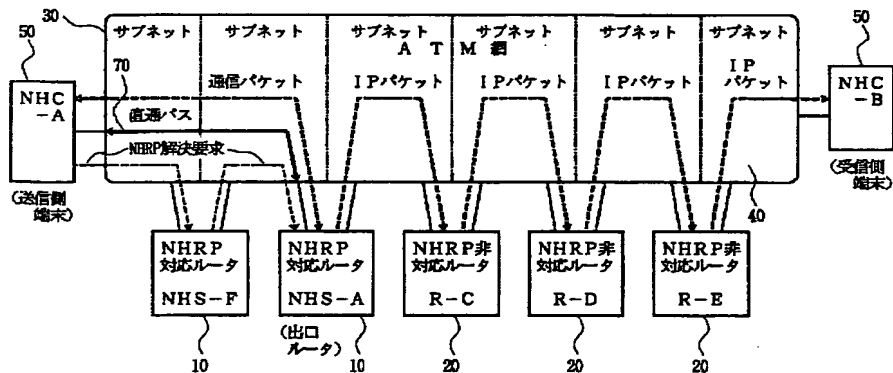 50
30
サブネット
サブネット
サブネット
サブネット
サブネット
サブネット
50
ATM網
NHC
-A
70
通信パケット
IPパケット
IPパケット
IPパケット
IP
パケット
NHC
-B
直通パス
NHRP解決要求
(送信側
端末)
(受信側
端末)
40
NHRP
対応ルータ
NHS-F
NHRP
対応ルータ
NHS-A
NHRP非
対応ルータ
R-C
NHRP非
対応ルータ
R-D
NHRP非
対応ルータ
R-E
(出口
ルータ)
10
10
20
20
20